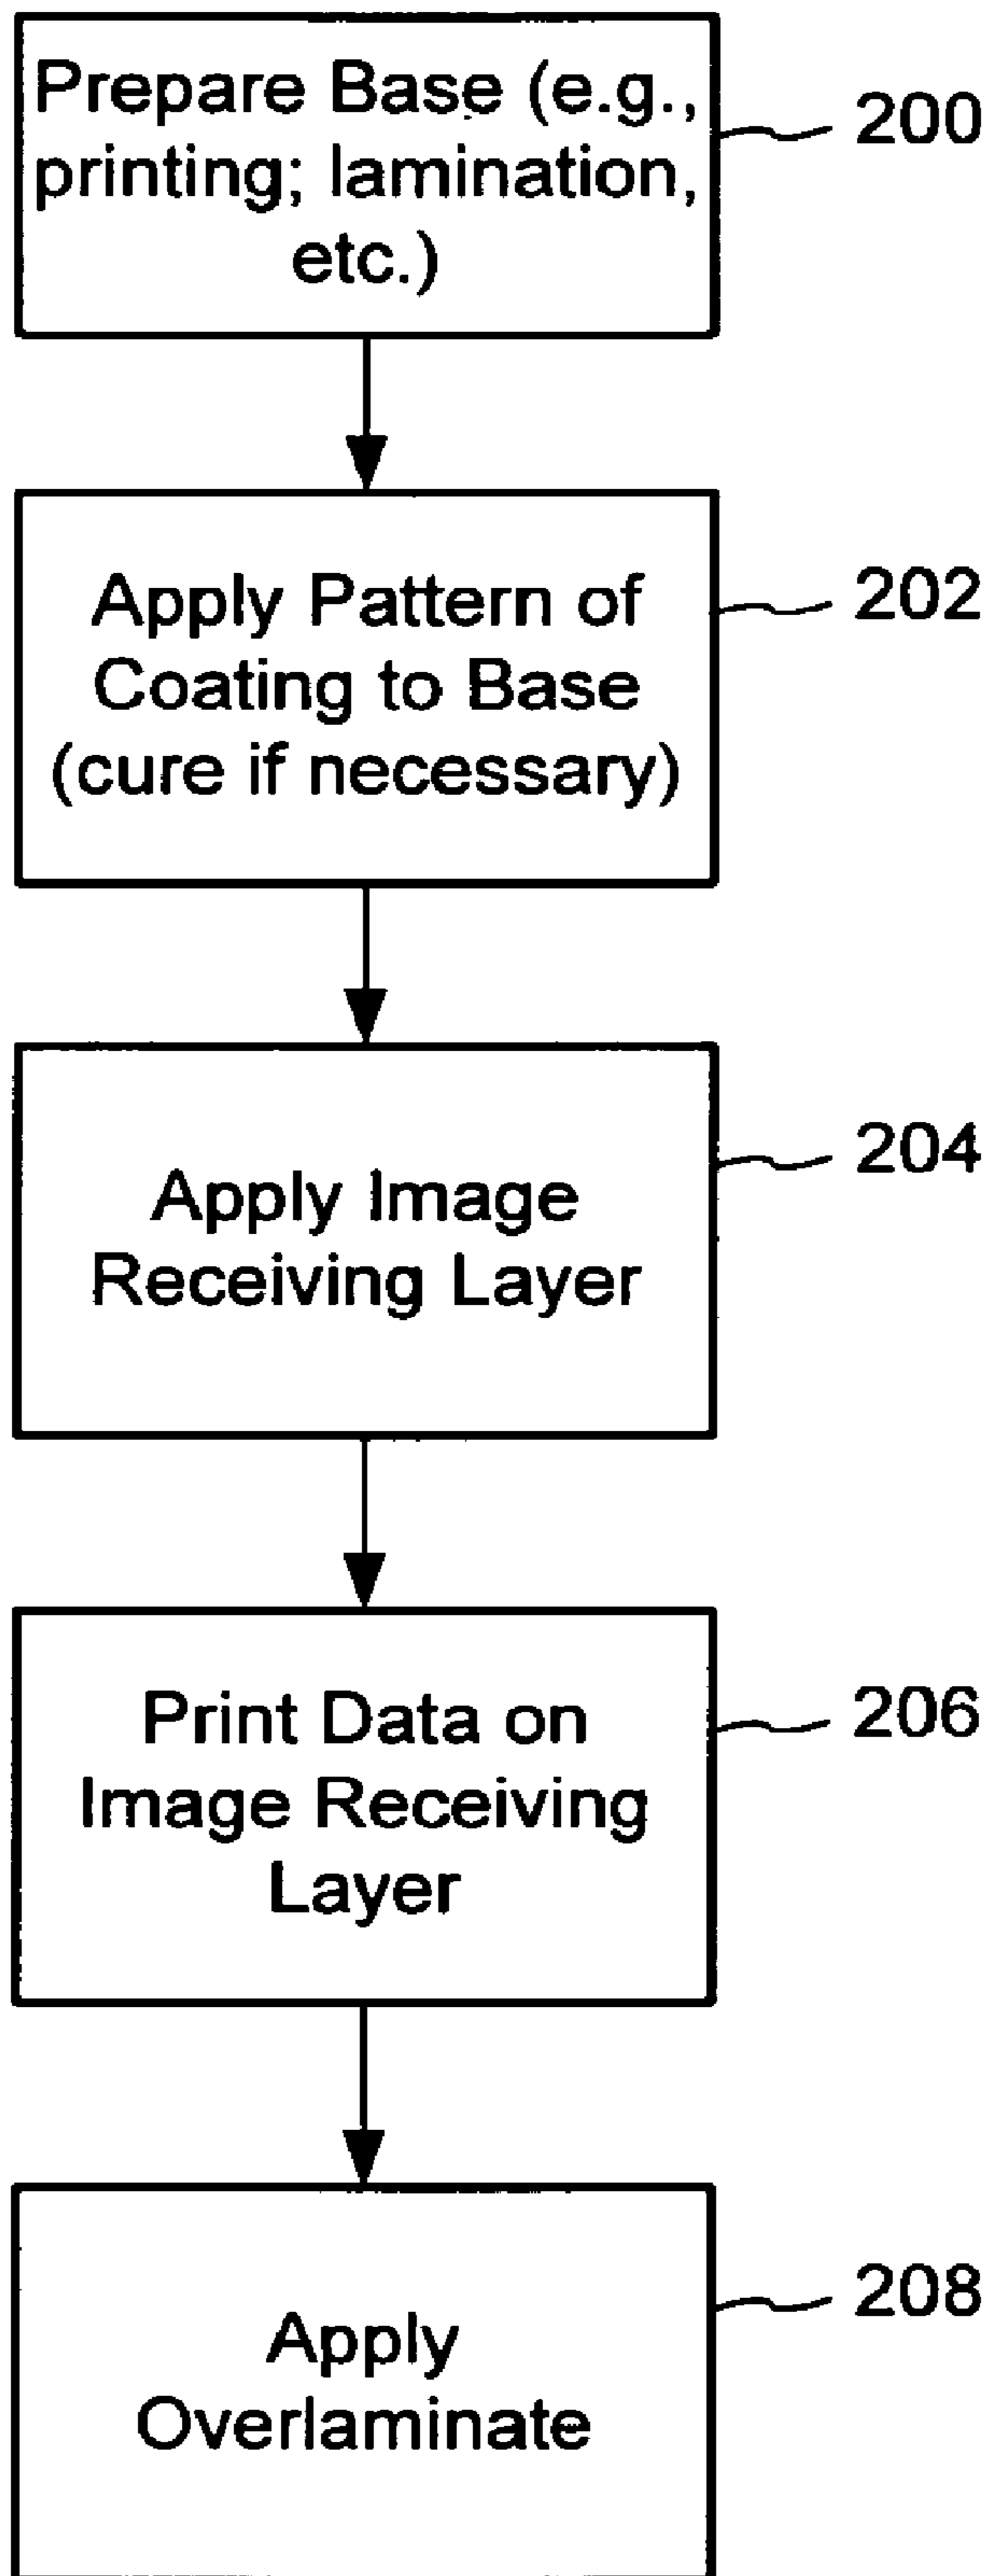 Prepare Base (e.g.,
printing; lamination,
etc.)
200
Apply Pattern of
Coating to Base
(cure if necessary)
202
Apply Image
Receiving Layer
204
Print Data on
Image Receiving
Layer
206
Apply
Overlaminate
208